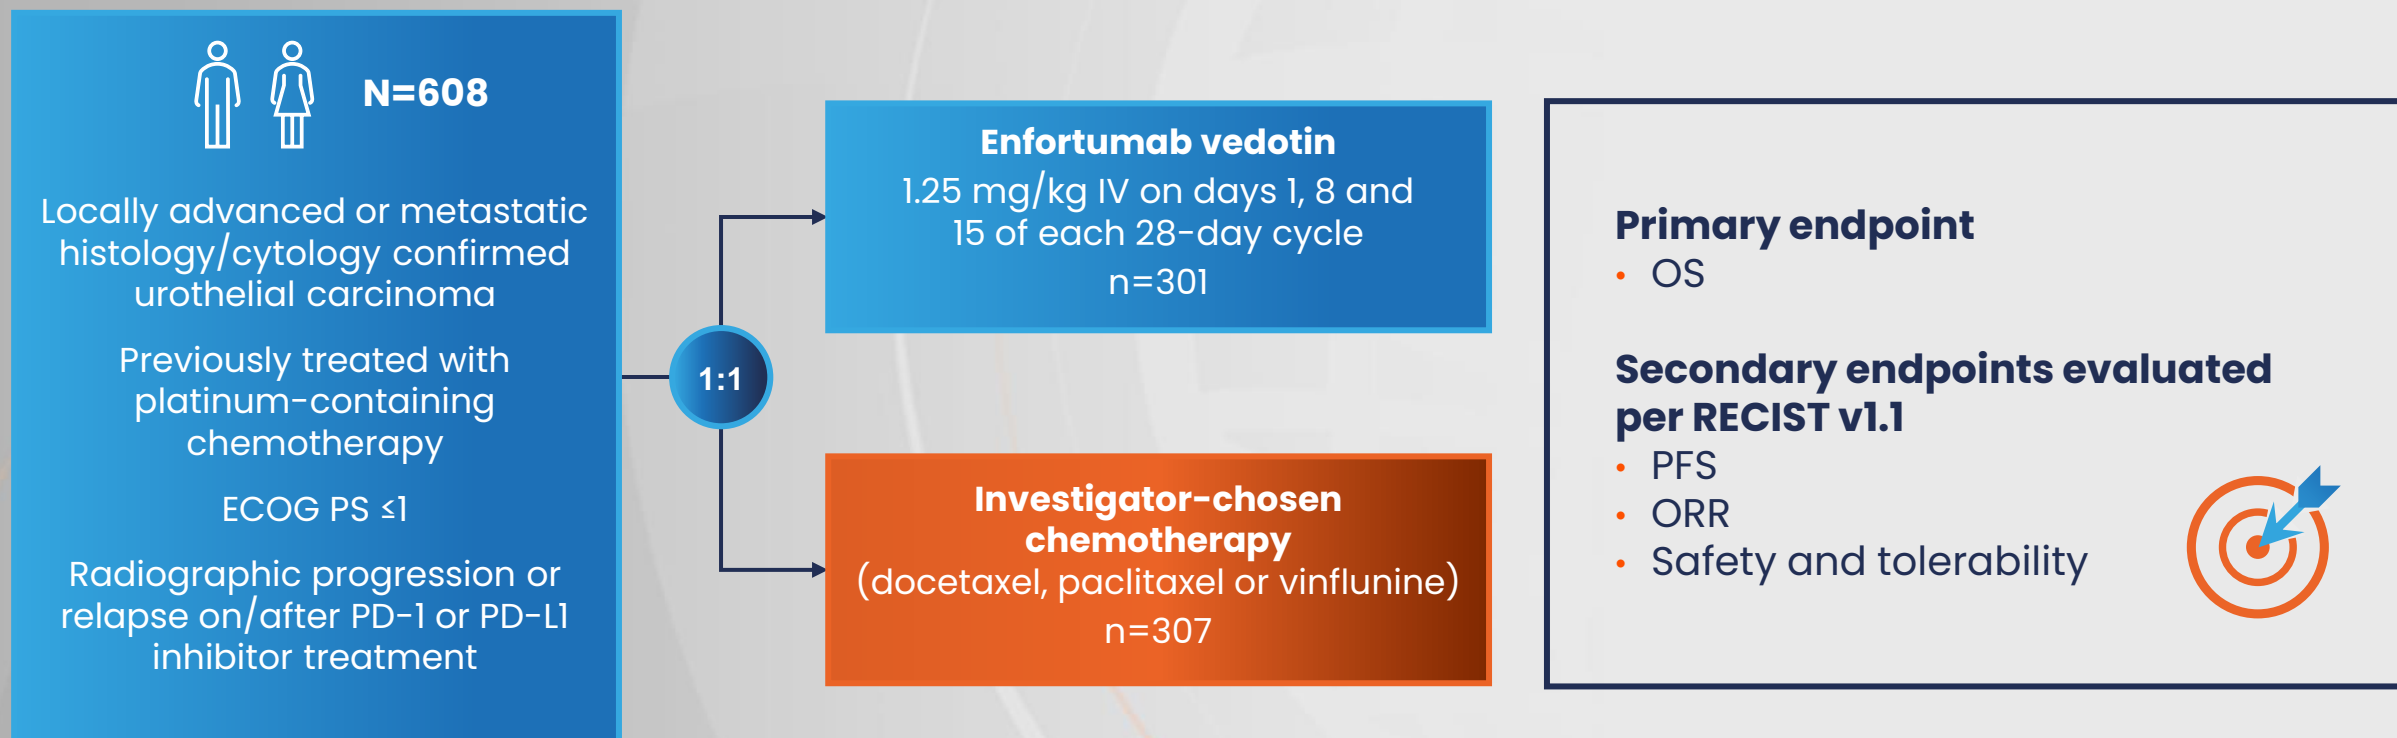 N=608
Locally advanced or metastatic
histology/cytology confirmed
urothelial carcinoma
Previously treated with
platinum-containing
chemotherapy
ECOG PS ≤1
Radiographic progression or
relapse on/after PD-1 or PD-L1
inhibitor treatment
1:1
Enfortumab vedotin
1.25 mg/kg IV on days 1, 8 and
15 of each 28-day cycle
n=301
Investigator-chosen
chemotherapy
(docetaxel, paclitaxel or vinflunine)
n=307
Primary endpoint
• OS
Secondary endpoints evaluated
per RECIST v1.1
• PFS
• ORR
• Safety and tolerability